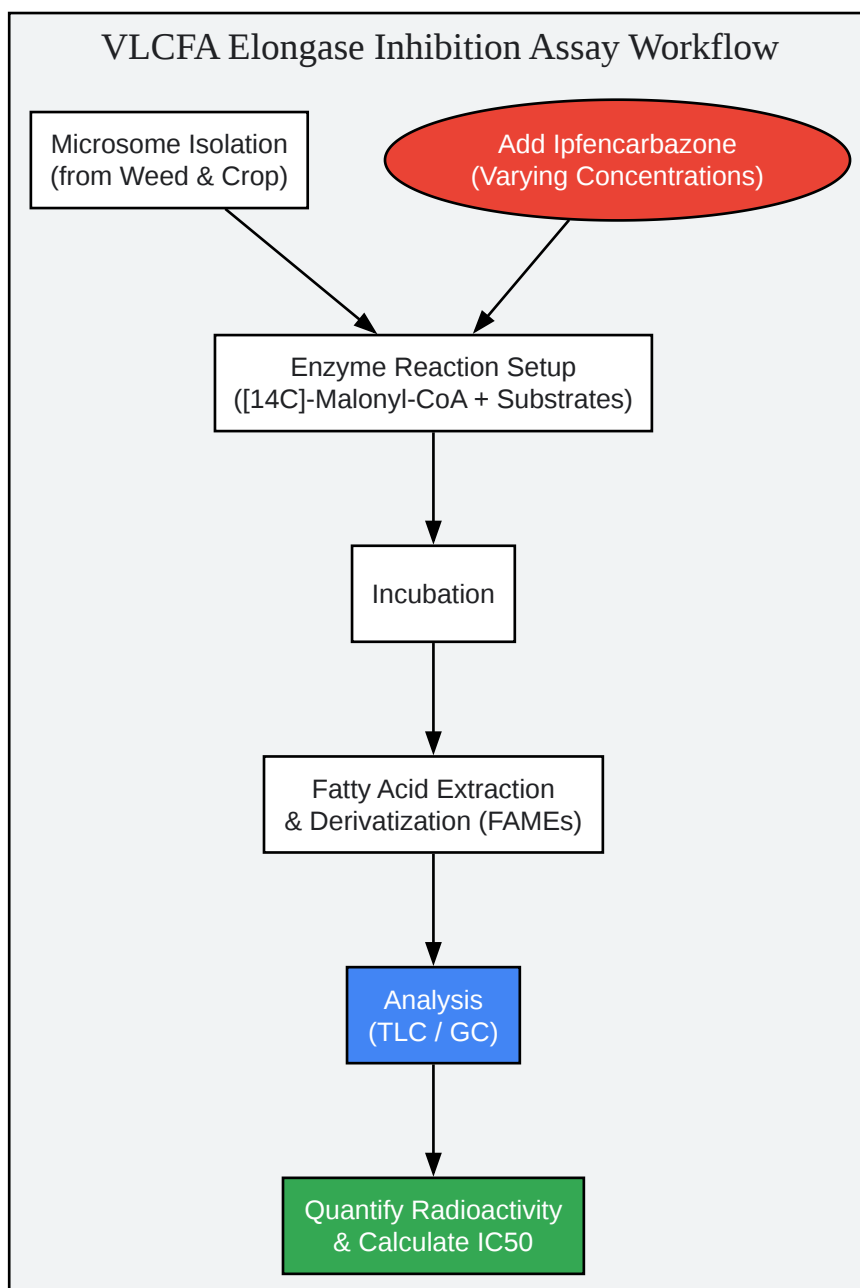 VLCFA Elongase Inhibition Assay Workflow
Microsome Isolation
(from Weed & Crop)
Add Ipfencarbazone
(Varying Concentrations)
Enzyme Reaction Setup
([14C]-Malonyl-CoA + Substrates)
Incubation
Fatty Acid Extraction
& Derivatization (FAMEs)
Analysis
(TLC / GC)
Quantify Radioactivity
& Calculate IC50